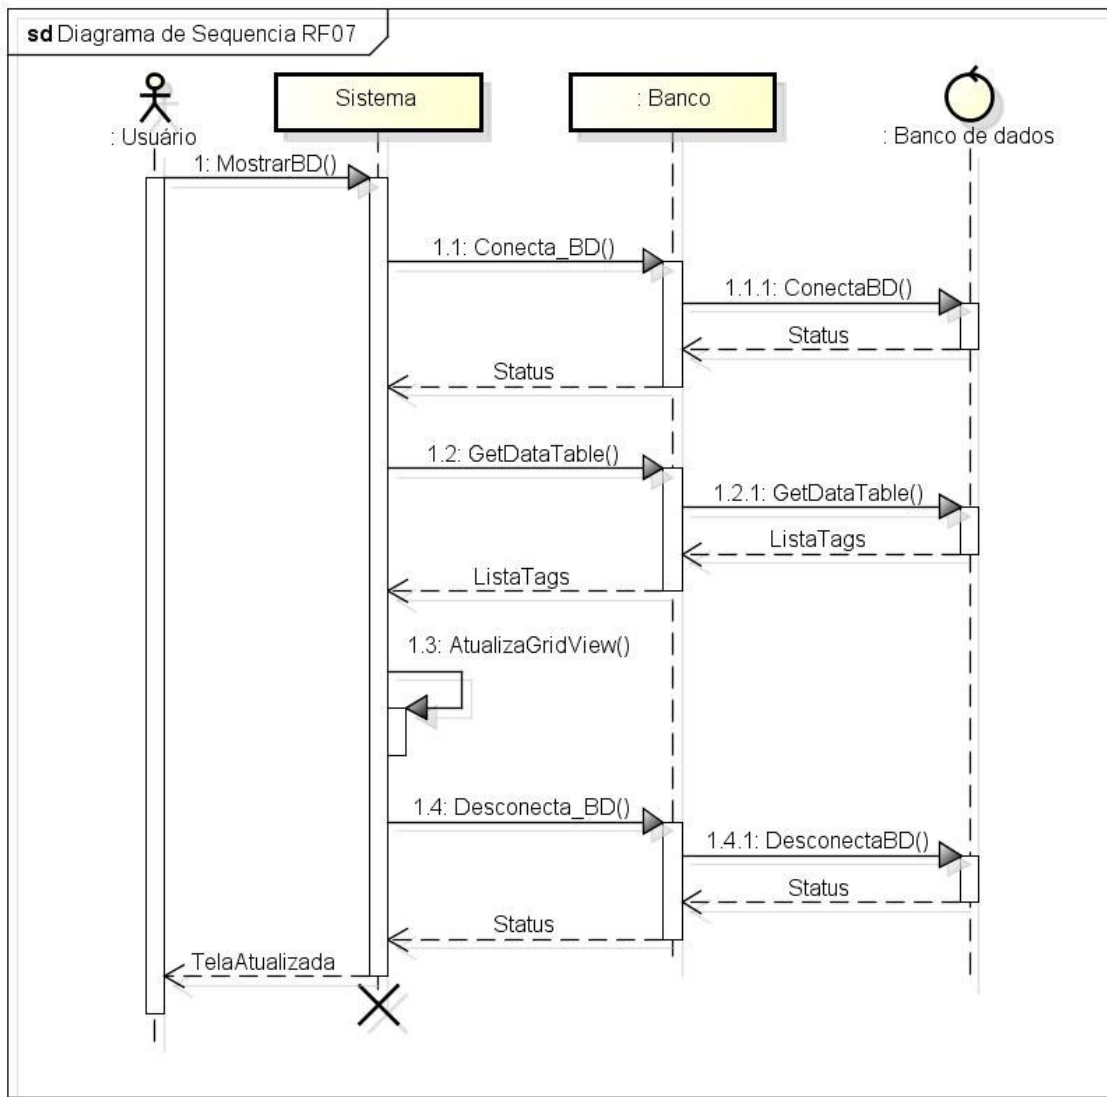 sd Diagrama de Sequencia RF07
: Usuário
Sistema
: Banco
: Banco de dados
1: MostrarBD()
1.1: Conecta_BD()
1.1.1: ConectaBD()
Status
Status
1.2: GetDataTable()
1.2.1: GetDataTable()
ListaTags
ListaTags
1.3: AtualizaGridView()
1.4: Desconecta_BD()
1.4.1: DesconectaBD()
Status
Status
TelaAtualizada